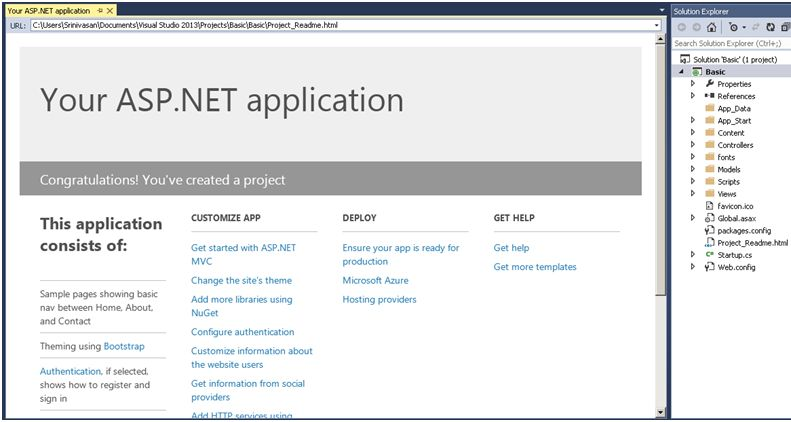 Your ASP.NET application
URL: C:\Users\Srinivasan\Documents\Visual Studio 2013\Projects\Basic\Basic\Project_Readme.html
Your ASP.NET application
Congratulations! You've created a project
This application
consists of:
Sample pages showing basic
nav between Home, About,
and Contact
Theming using Bootstrap
Authentication, if selected,
shows how to register and
sign in
CUSTOMIZE APP
Get started with ASP.NET
MVC
Change the site's theme
Add more libraries using
NuGet
Configure authentication
Customize information about
the website users
Get information from social
providers
Add HTTP services using
DEPLOY
Ensure your app is ready for
production
Microsoft Azure
Hosting providers
GET HELP
Get help
Get more templates
Solution Explorer
Search Solution Explorer (Ctrl+;)
Solution 'Basic' (1 project)
Basic
Properties
References
App_Data
App_Start
Content
Controllers
fonts
Models
Scripts
Views
favicon.ico
Global.asax
packages.config
Project_Readme.html
Startup.cs
Web.config